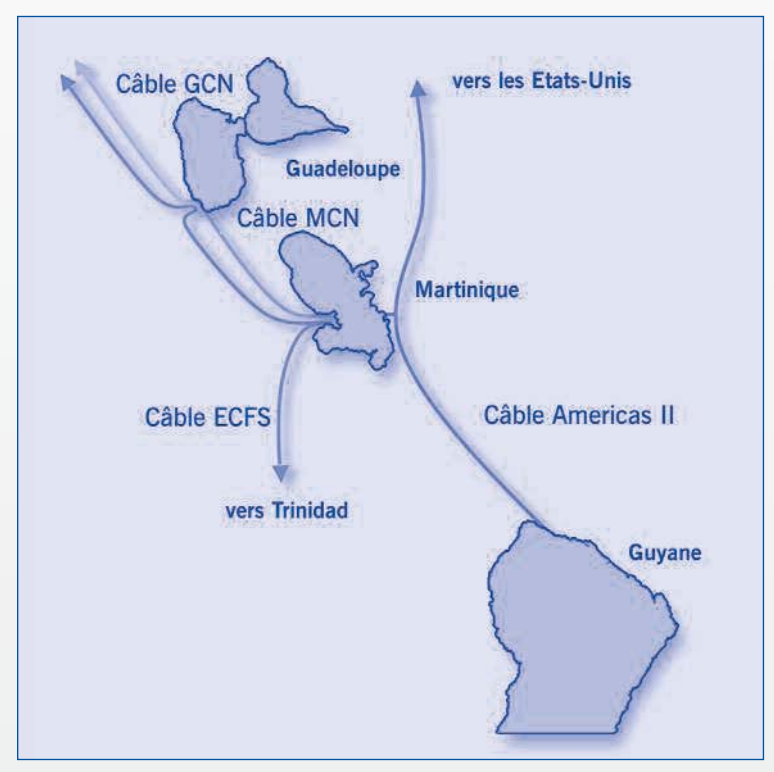 Câble GCN
vers les Etats-Unis
Guadeloupe
Câble MCN
Martinique
Câble ECFS
Câble Americas II
vers Trinidad
Guyane